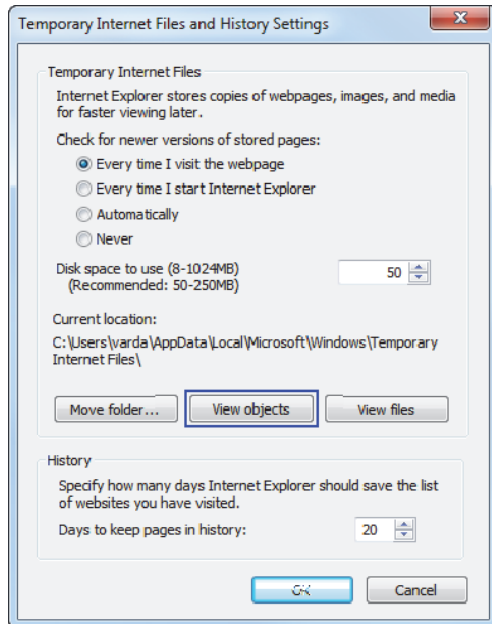 Temporary Internet Files and History Settings
Temporary Internet Files
Internet Explorer stores copies of webpages, images, and media
for faster viewing later.
Check for newer versions of stored pages:
Every time I visit the webpage
Every time I start Internet Explorer
Automatically
Never
Disk space to use (8-1024MB) 50
(Recommended: 50-250MB)
Current location:
C:\Users\varda\AppData\Local\Microsoft\Windows\Temporary
Internet Files\
Move folder... View objects View files
History
Specify how many days Internet Explorer should save the list
of websites you have visited.
Days to keep pages in history: 20
OK Cancel